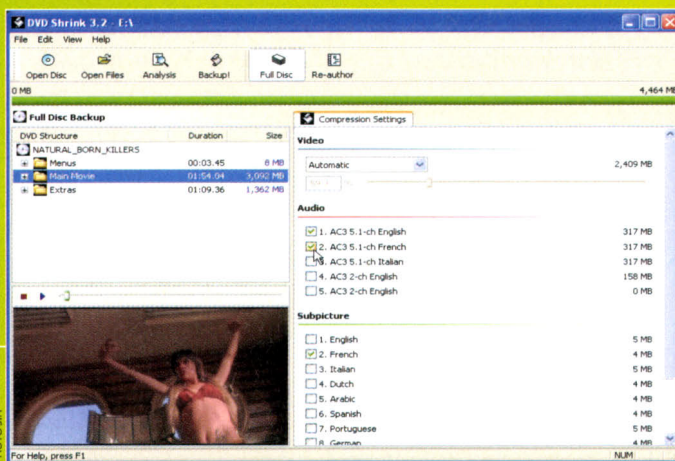 DVD Shrink 3.2 - E:\
File Edit View Help
Open Disc Open Files Analysis Backup! Full Disc Re-author
0 MB 4,464 MB
Full Disc Backup
DVD Structure Duration Size
NATURAL_BORN_KILLERS
Menus 00:03.45 8 MB
Main Movie 01:54.04 3,092 MB
Extras 01:09.36 1,362 MB
Compression Settings
Video
Automatic 2,409 MB
Audio
1. AC3 5.1-ch English 317 MB
2. AC3 5.1-ch French 317 MB
3. AC3 5.1-ch Italian 317 MB
4. AC3 2-ch English 158 MB
5. AC3 2-ch English 0 MB
Subpicture
1. English 5 MB
2. French 4 MB
3. Italian 5 MB
4. Dutch 4 MB
5. Arabic 4 MB
6. Spanish 4 MB
7. Portuguese 5 MB
8. German 4 MB
For Help, press F1 NUM